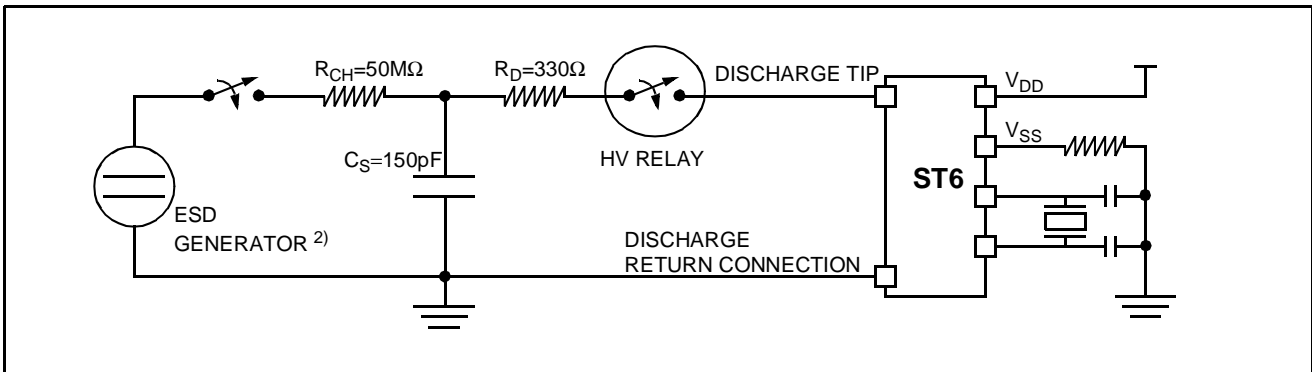 R_CH=50MΩ
R_D=330Ω
DISCHARGE TIP
V_DD
V_SS
HV RELAY
C_S=150pF
ST6
ESD
GENERATOR 2)
DISCHARGE
RETURN CONNECTION